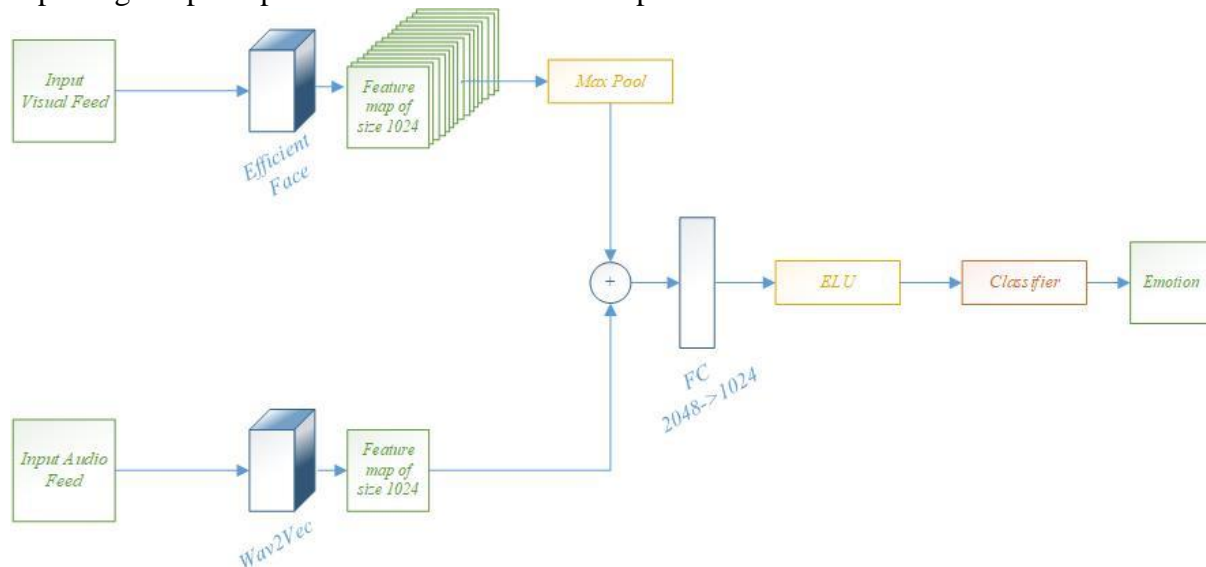 Input
Visual Feed
Efficient
Face
Feature
map of
size 1024
Max Pool
+
FC
2048->1024
ELU
Classifier
Emotion
Input Audio
Feed
Wav2Vec
Feature
map of
size 1024